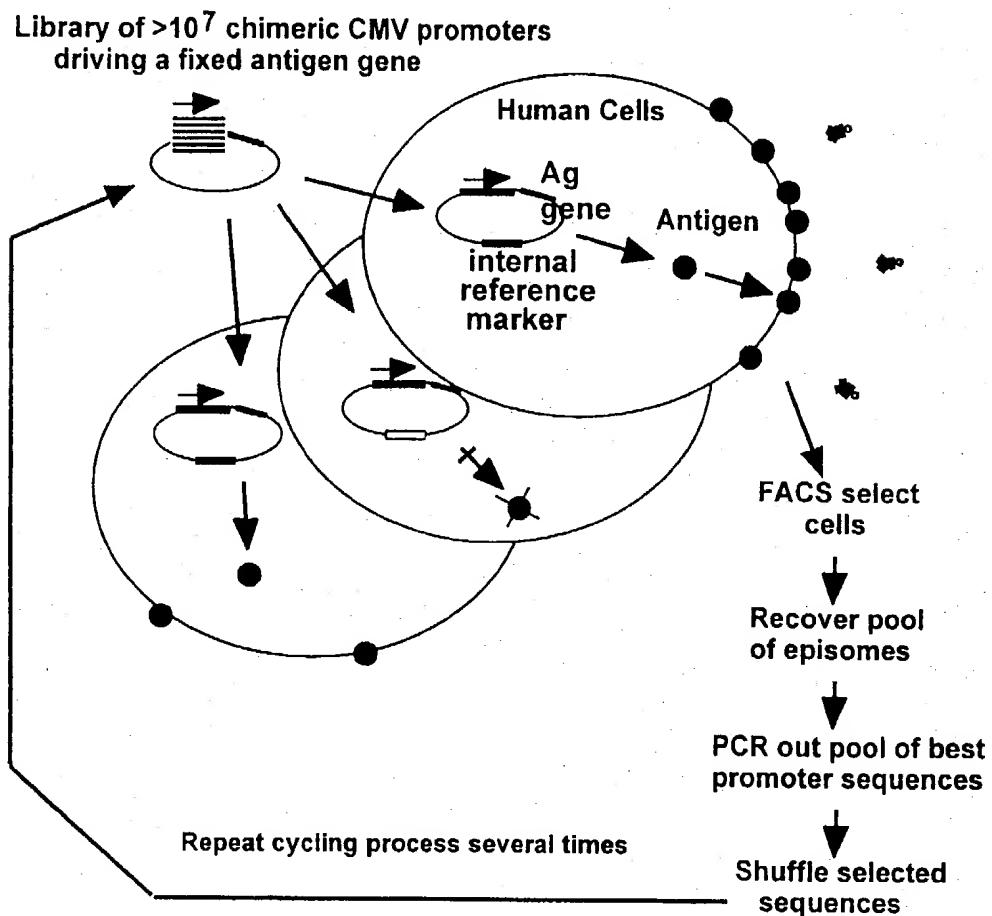 Library of >10⁷ chimeric CMV promoters
driving a fixed antigen gene
Human Cells
Ag
gene
Antigen
internal
reference
marker
FACS select
cells
Recover pool
of episomes
PCR out pool of best
promoter sequences
Repeat cycling process several times
Shuffle selected
sequences